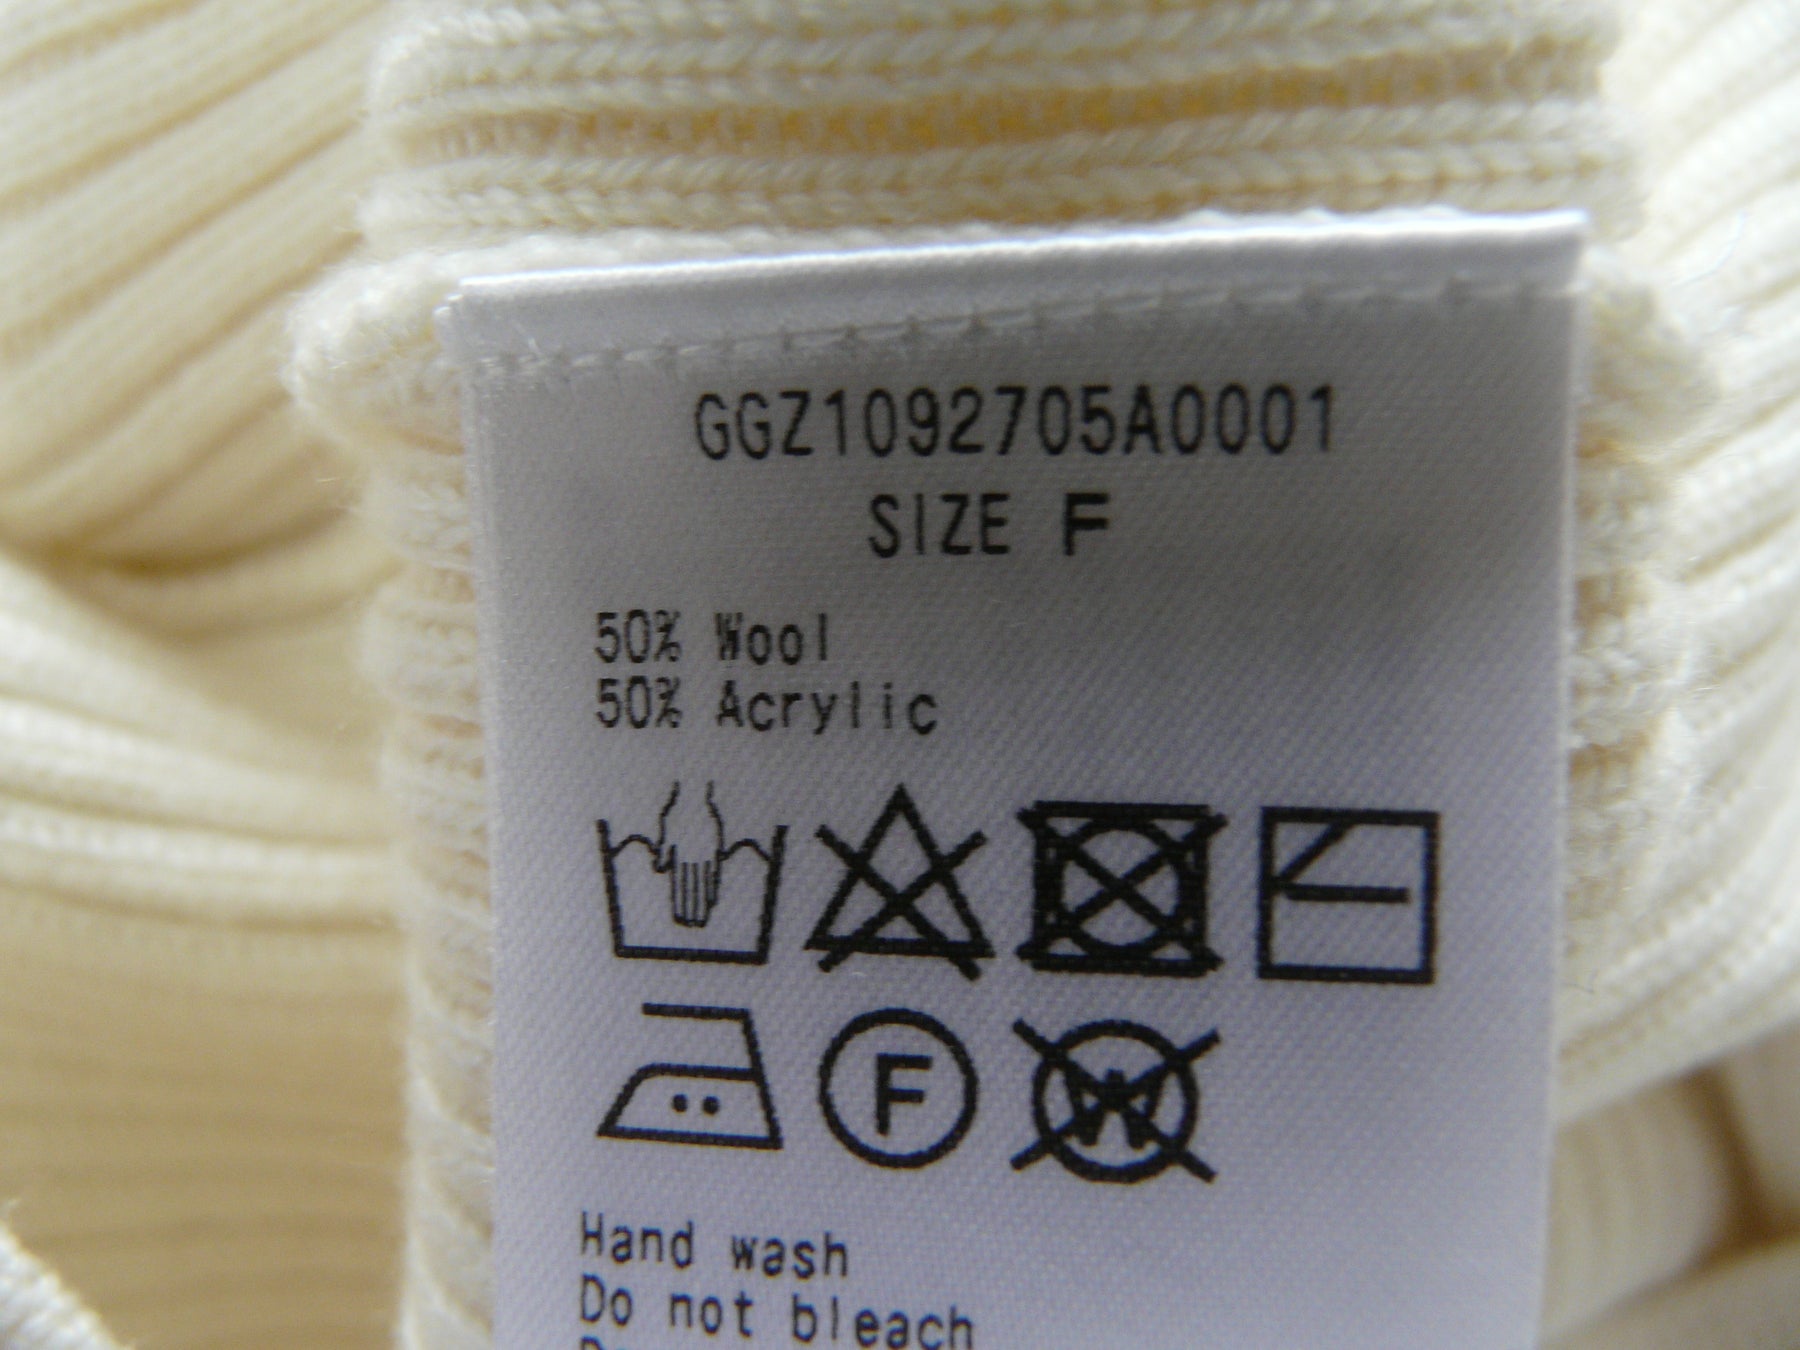 GGZ1092705A0001
SIZE F
50% Wool
50% Acrylic
F
W
Hand wash
Do not bleach